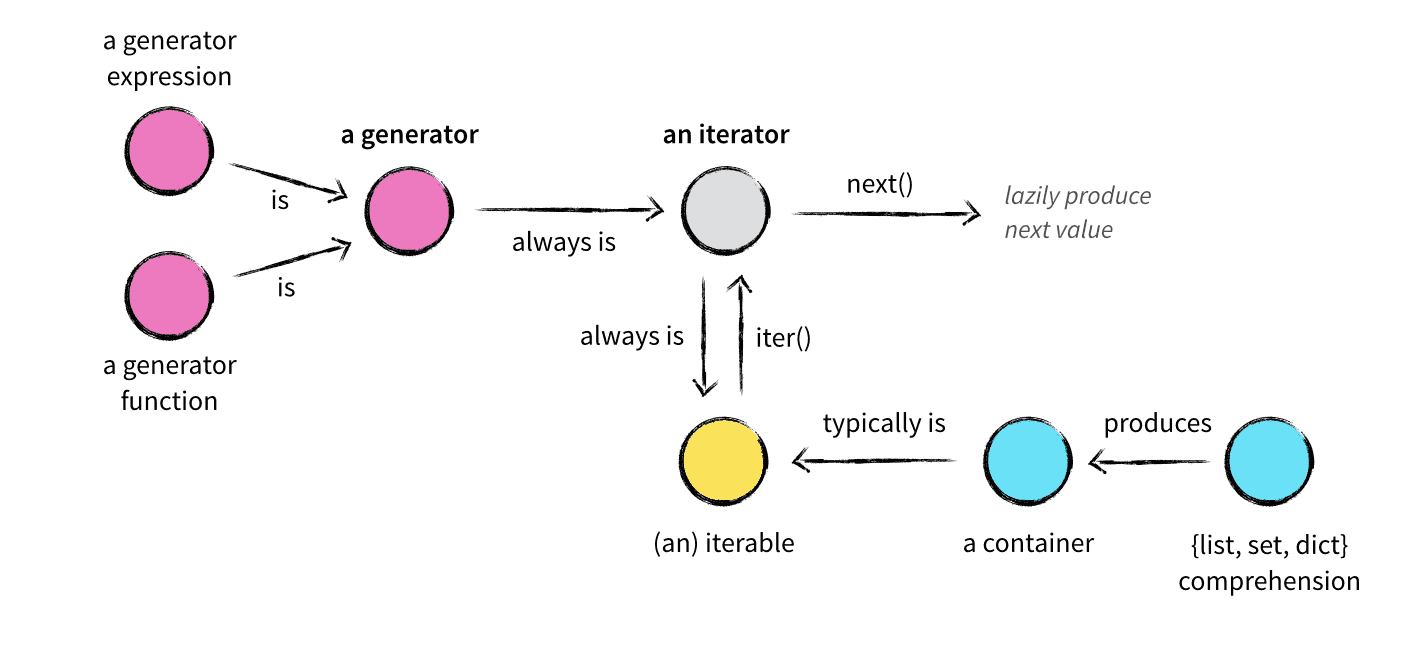 a generator
expression
a generator
an iterator
next()
lazily produce
next value
is
always is
is
a generator
function
always is
iter()
typically is
produces
(an) iterable
a container
{list, set, dict}
comprehension